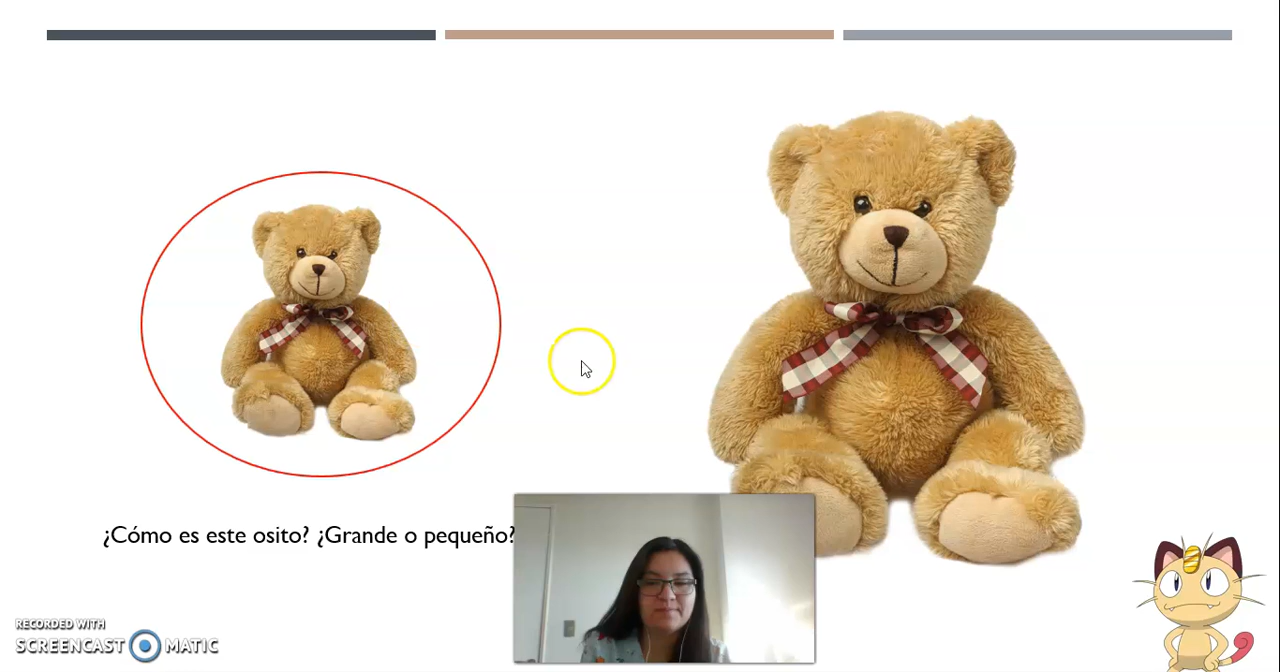 ¿Cómo es este osito? ¿Grande o pequeño?
RECORDED WITH
SCREENCAST MATIC